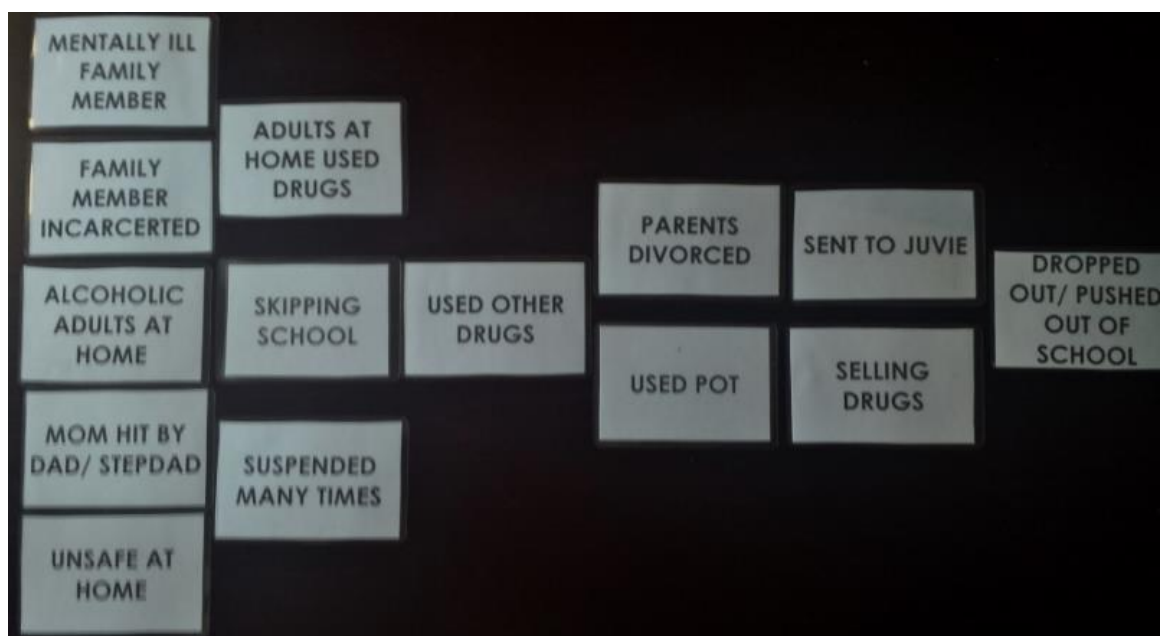 MENTALLY ILL
FAMILY
MEMBER
FAMILY
MEMBER
INCARCERTED
ALCOHOLIC
ADULTS AT
HOME
MOM HIT BY
DAD/ STEPDAD
UNSAFE AT
HOME
ADULTS AT
HOME USED
DRUGS
SKIPPING
SCHOOL
SUSPENDED
MANY TIMES
USED OTHER
DRUGS
PARENTS
DIVORCED
USED POT
SENT TO JUVIE
SELLING
DRUGS
DROPPED
OUT/ PUSHED
OUT OF
SCHOOL